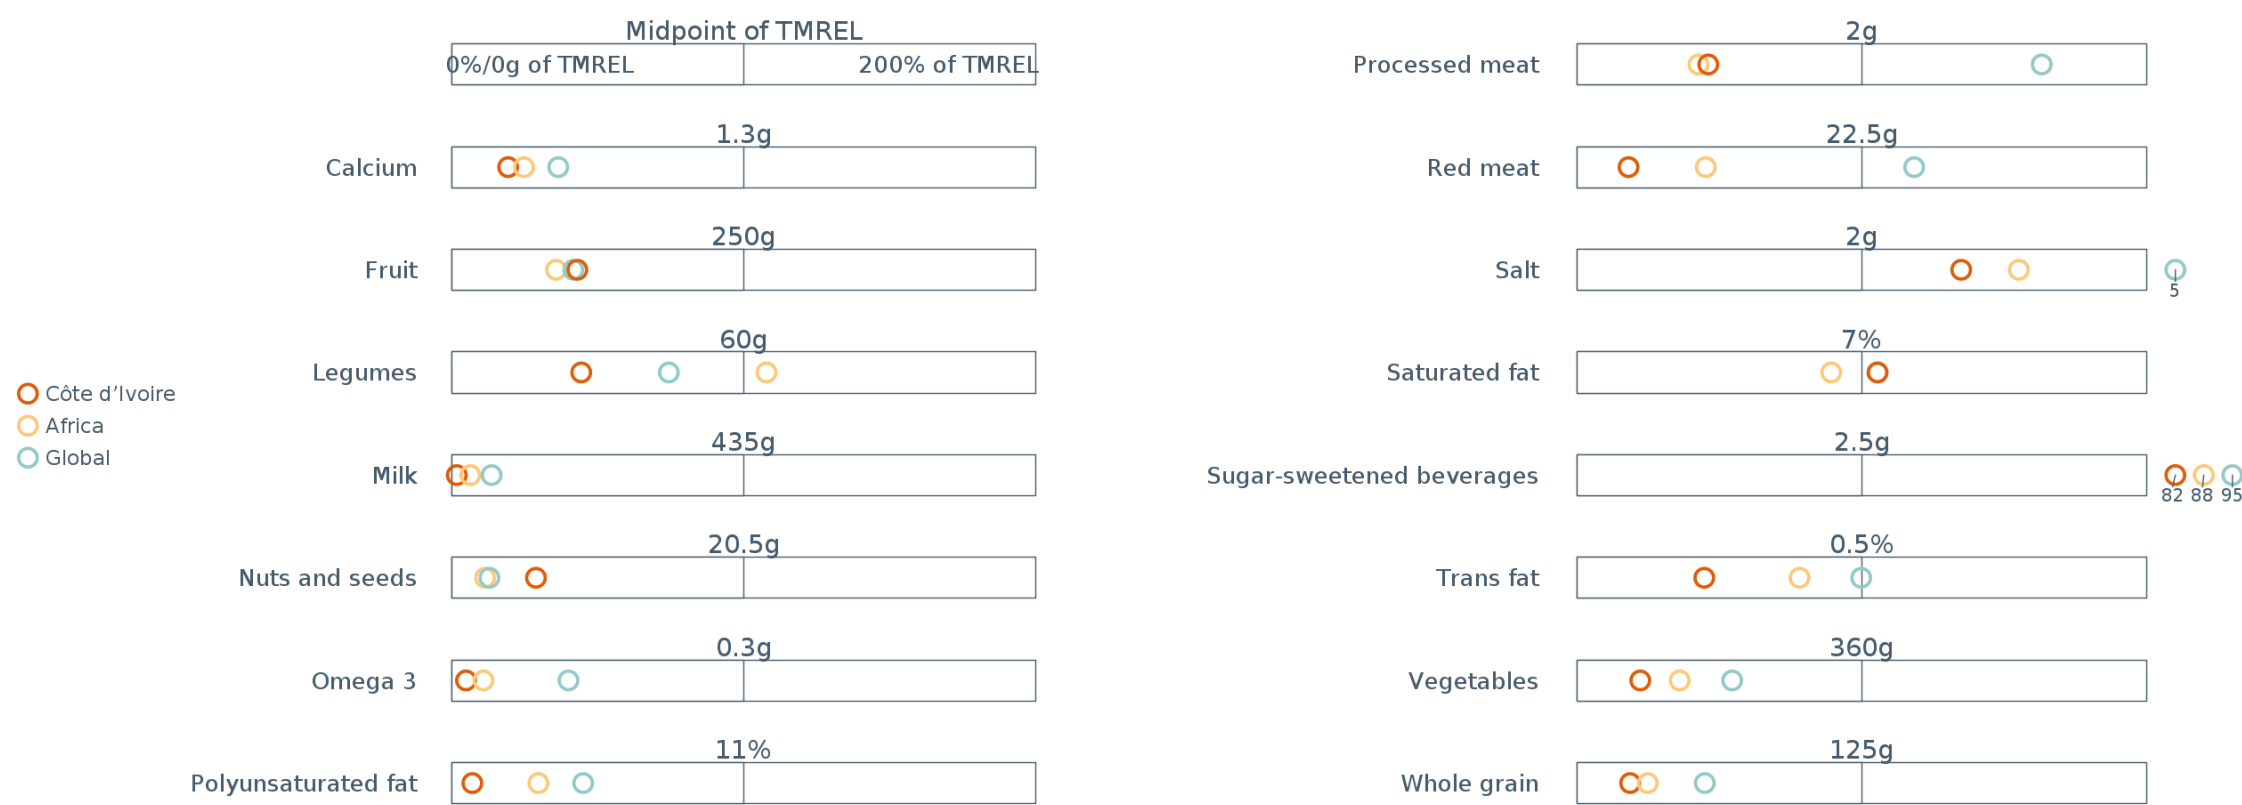 Midpoint of TMREL
0%/0g of TMREL
200% of TMREL
1.3g
Calcium
250g
Fruit
60g
Legumes
435g
Milk
20.5g
Nuts and seeds
0.3g
Omega 3
11%
Polyunsaturated fat
Côte d’Ivoire
Africa
Global
2g
Processed meat
22.5g
Red meat
2g
Salt
5
7%
Saturated fat
2.5g
Sugar-sweetened beverages
82 88 95
0.5%
Trans fat
360g
Vegetables
125g
Whole grain